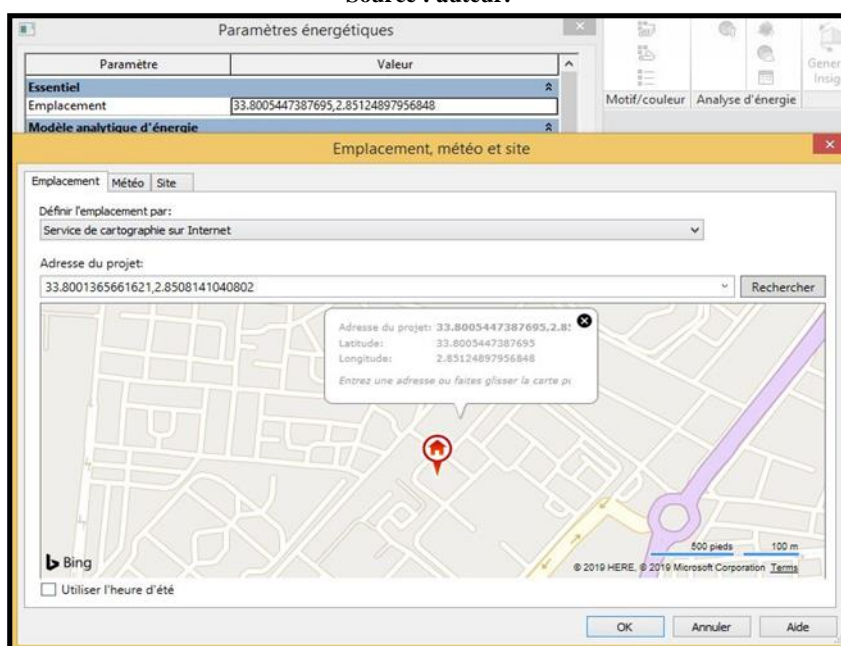 Source : auteur.
Paramètres énergétiques
Paramètre Valeur
Essentiel
Emplacement 33.8005447387695,2.85124897956848
Modèle analytique d'énergie
Motif/couleur Analyse d'énergie
Gener
Insig
Emplacement, météo et site
Emplacement Météo Site
Définir l'emplacement par:
Service de cartographie sur Internet
Adresse du projet:
33.8001365661621,2.8508141040802 Rechercher
Adresse du projet: 33.8005447387695,2.8
Latitude: 33.8005447387695
Longitude: 2.85124897956848
Entrez une adresse ou faites glisser la carte p
500 pieds 100 m
Bing
© 2019 HERE, © 2019 Microsoft Corporation Terms
Utiliser l'heure d'été
OK Annuler Aide